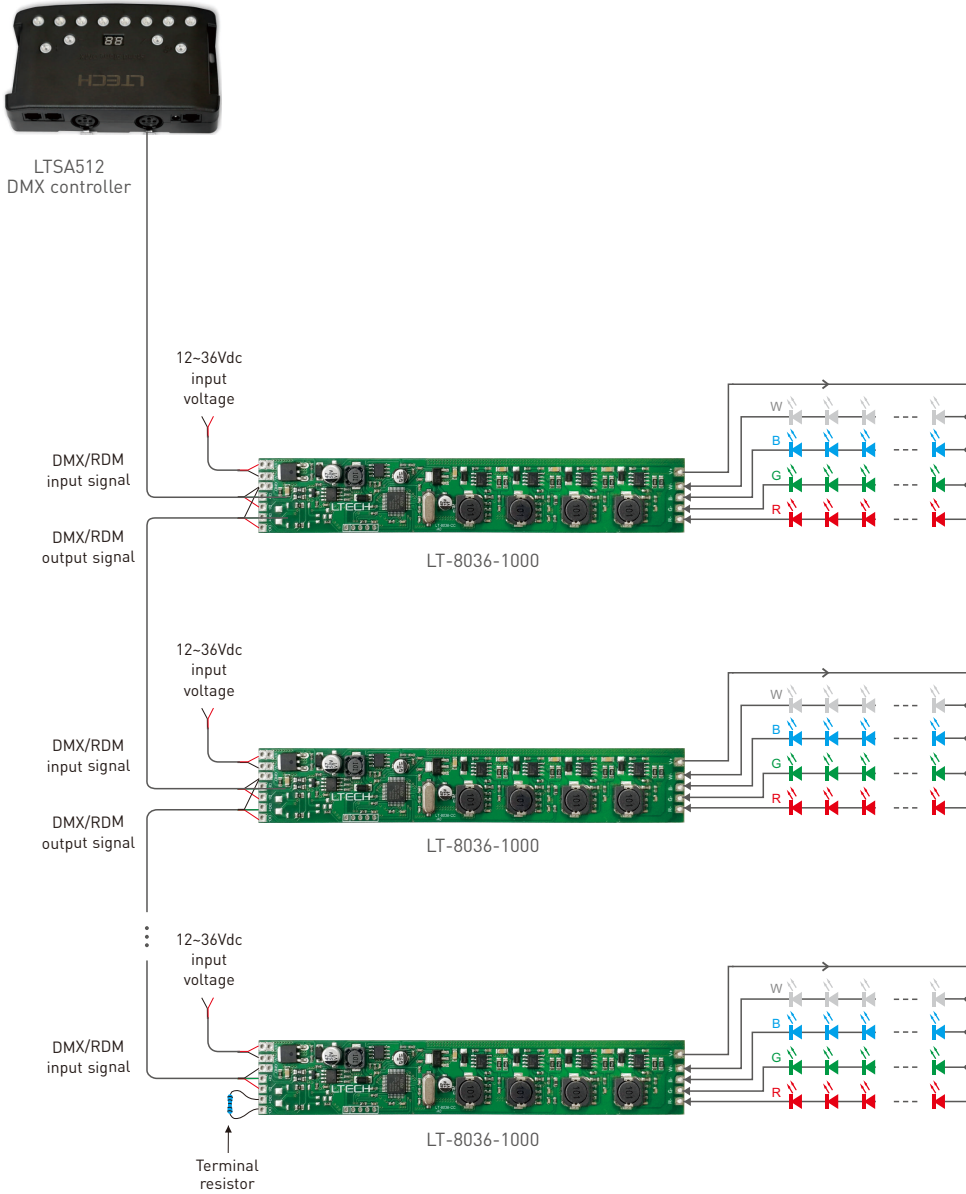 88
LTECH
LTSA512
DMX controller
12~36Vdc
input
voltage
DMX/RDM
input signal
DMX/RDM
output signal
LTECH
W
B
G
R
LT-8036-1000
12~36Vdc
input
voltage
DMX/RDM
input signal
DMX/RDM
output signal
LTECH
W
B
G
R
LT-8036-1000
12~36Vdc
input
voltage
DMX/RDM
input signal
LTECH
W
B
G
R
LT-8036-1000
Terminal
resistor